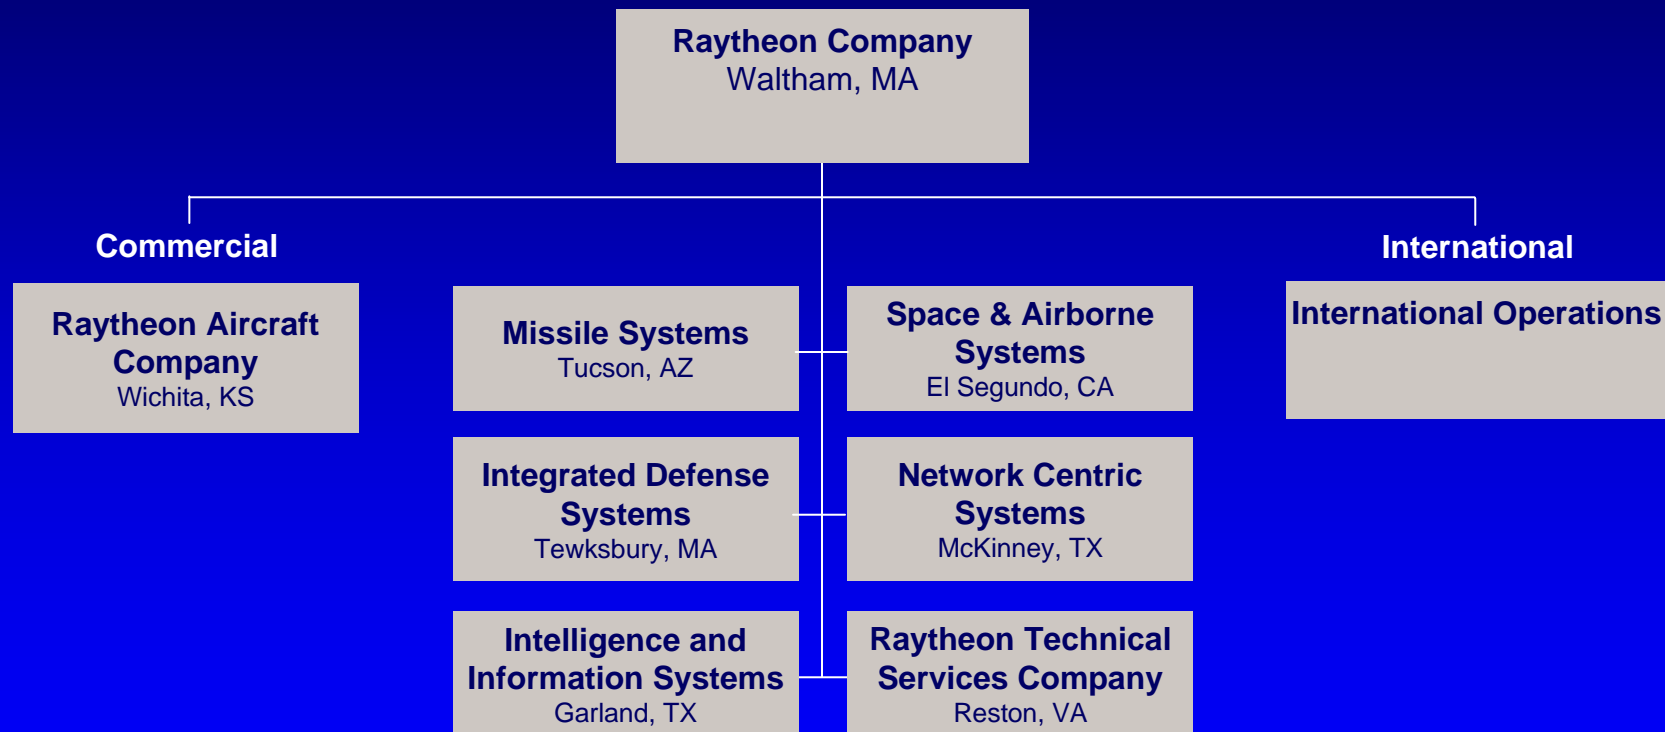 Raytheon Company
Waltham, MA
Commercial
International
Raytheon Aircraft
Company
Wichita, KS
Missile Systems
Tucson, AZ
Space & Airborne
Systems
El Segundo, CA
International Operations
Integrated Defense
Systems
Tewksbury, MA
Network Centric
Systems
McKinney, TX
Intelligence and
Information Systems
Garland, TX
Raytheon Technical
Services Company
Reston, VA